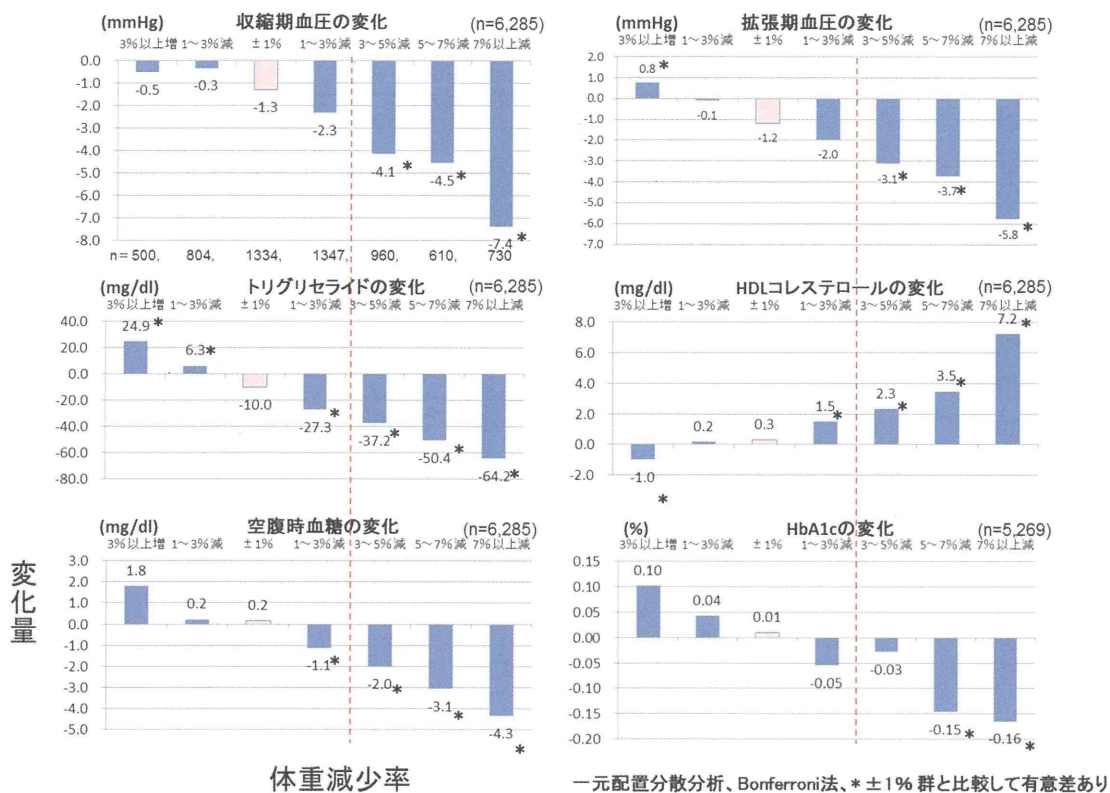 (mmHg) 収縮期血圧の変化 (n=6,285)
3%以上増 1～3%減 ±1% 1～3%減 3～5%減 5～7%減 7%以上減
0.0
-1.0
-2.0
-3.0
-4.0
-5.0
-6.0
-7.0
-8.0
-0.5 -0.3 -1.3 -2.3 -4.1 * -4.5 * -7.4 *
n=500, 804, 1334, 1347, 960, 610, 730
(mmHg) 拡張期血圧の変化 (n=6,285)
3%以上増 1～3%減 ±1% 1～3%減 3～5%減 5～7%減 7%以上減
2.0
1.0
0.0
-1.0
-2.0
-3.0
-4.0
-5.0
-6.0
-7.0
0.8 * -0.1 -1.2 -2.0 -3.1* -3.7* -5.8 *
(mg/dl) トリグリセライドの変化 (n=6,285)
3%以上増 1～3%減 ±1% 1～3%減 3～5%減 5～7%減 7%以上減
40.0
20.0
0.0
-20.0
-40.0
-60.0
-80.0
24.9 * 6.3* -10.0 -27.3 * -37.2* -50.4 * -64.2*
(mg/dl) HDLコレステロールの変化 (n=6,285)
3%以上増 1～3%減 ±1% 1～3%減 3～5%減 5～7%減 7%以上減
8.0
6.0
4.0
2.0
0.0
-2.0
-1.0 * 0.2 0.3 1.5* 2.3 * 3.5* 7.2 *
(mg/dl) 空腹時血糖の変化 (n=6,285)
3%以上増 1～3%減 ±1% 1～3%減 3～5%減 5～7%減 7%以上減
3.0
2.0
1.0
0.0
-1.0
-2.0
-3.0
-4.0
-5.0
1.8 0.2 0.2 -1.1* -2.0* -3.1 * -4.3 *
(%) HbA1cの変化 (n=5,269)
3%以上増 1～3%減 ±1% 1～3%減 3～5%減 5～7%減 7%以上減
0.15
0.10
0.05
0.00
-0.05
-0.10
-0.15
-0.20
0.10 0.04 0.01 -0.05 -0.03 -0.15 * -0.16 *
変化量
体重減少率
一元配置分散分析、Bonferroni法、* ±1% 群と比較して有意差あり